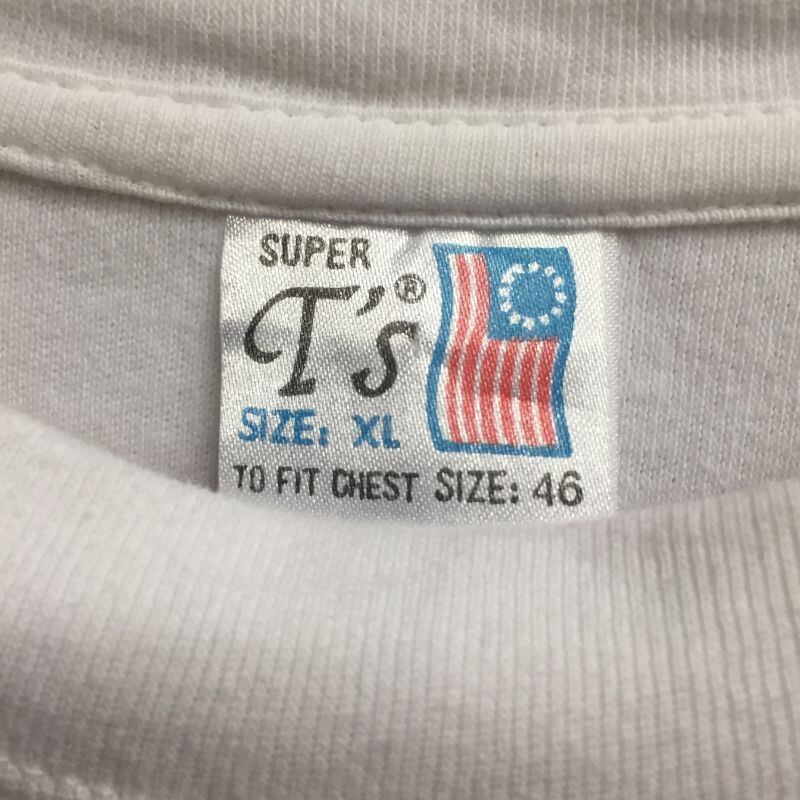 SUPER
T's®
SIZE: XL
TO FIT CHEST SIZE: 46